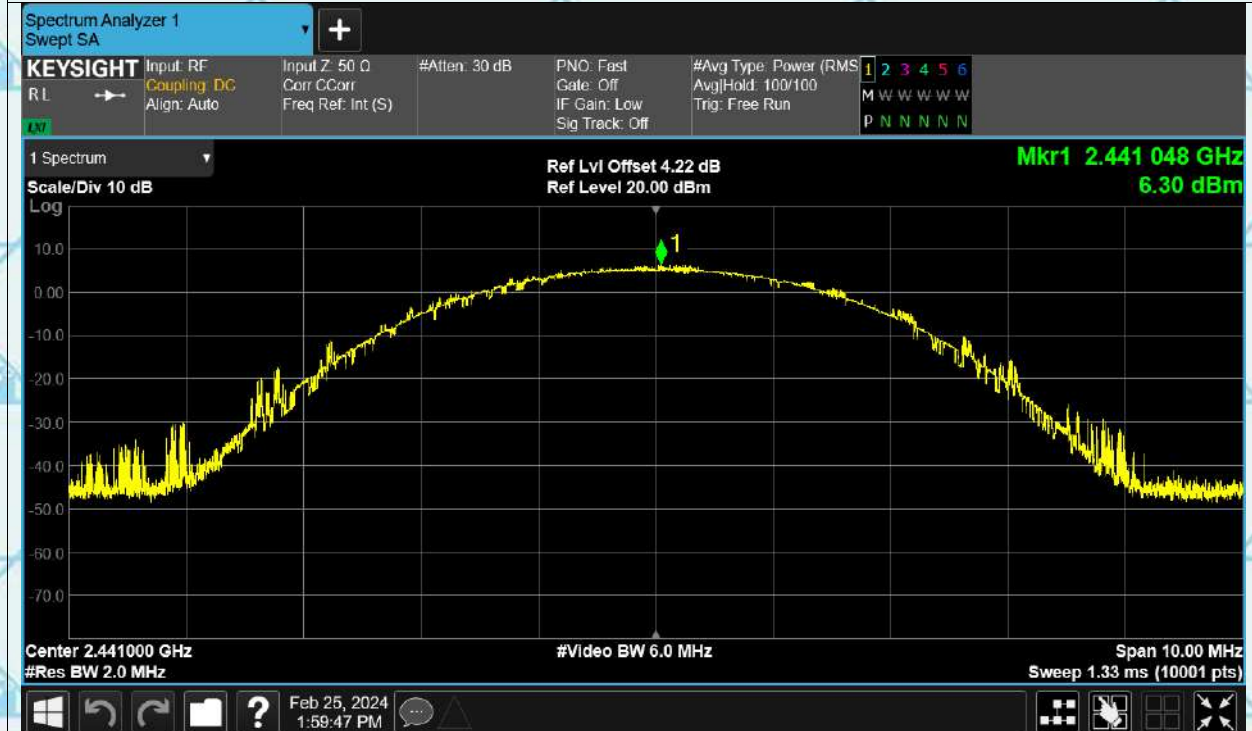 Spectrum Analyzer 1
Swept SA
+
KEYSIGHT
RL
LXI
Input: RF
Coupling: DC
Align: Auto
Input Z: 50 Ω
Corr CCorr
Freq Ref: Int (S)
#Atten: 30 dB
PNO: Fast
Gate: Off
IF Gain: Low
Sig Track: Off
#Avg Type: Power (RMS
Avg|Hold: 100/100
Trig: Free Run
1 2 3 4 5 6
M W W W W W
P N N N N N
1 Spectrum
Scale/Div 10 dB
Log
Ref Lvl Offset 4.22 dB
Ref Level 20.00 dBm
Mkr1 2.441 048 GHz
6.30 dBm
1
10.0
0.00
-10.0
-20.0
-30.0
-40.0
-50.0
-60.0
-70.0
Center 2.441000 GHz
#Res BW 2.0 MHz
#Video BW 6.0 MHz
Span 10.00 MHz
Sweep 1.33 ms (10001 pts)
?
Feb 25, 2024
1:59:47 PM